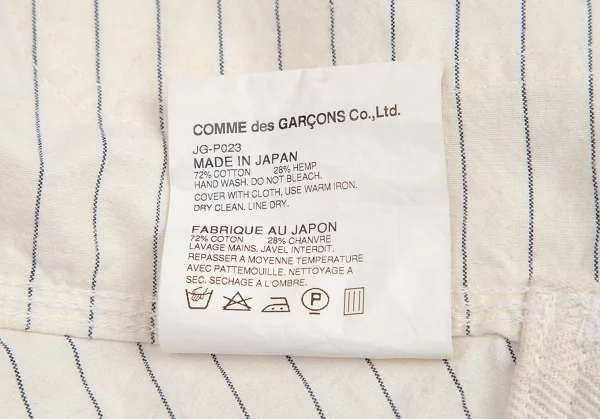 COMME des GARÇONS Co.,Ltd.
JG-P023
MADE IN JAPAN
72% COTTON 28% HEMP
HAND WASH. DO NOT BLEACH.
COVER WITH CLOTH, USE WARM IRON.
DRY CLEAN. LINE DRY.
FABRIQUE AU JAPON
72% COTON 28% CHANVRE
LAVAGE MAINS. JAVEL INTERDIT.
REPASSER A MOYENNE TEMPERATURE
AVEC PATTEMOUILLE. NETTOYAGE A
SEC. SECHAGE A L'OMBRE.
P